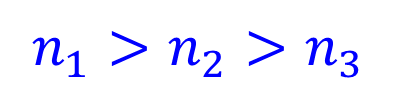 n₁ > n₂ > n₃